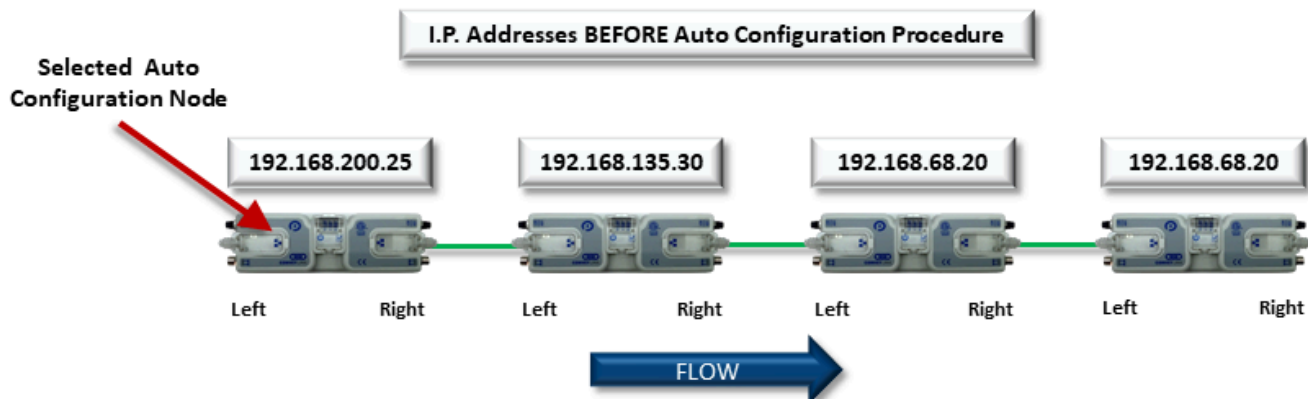 I.P. Addresses BEFORE Auto Configuration Procedure
Selected Auto
Configuration Node
192.168.200.25
192.168.135.30
192.168.68.20
192.168.68.20
Left
Right
Left
Right
Left
Right
Left
Right
FLOW